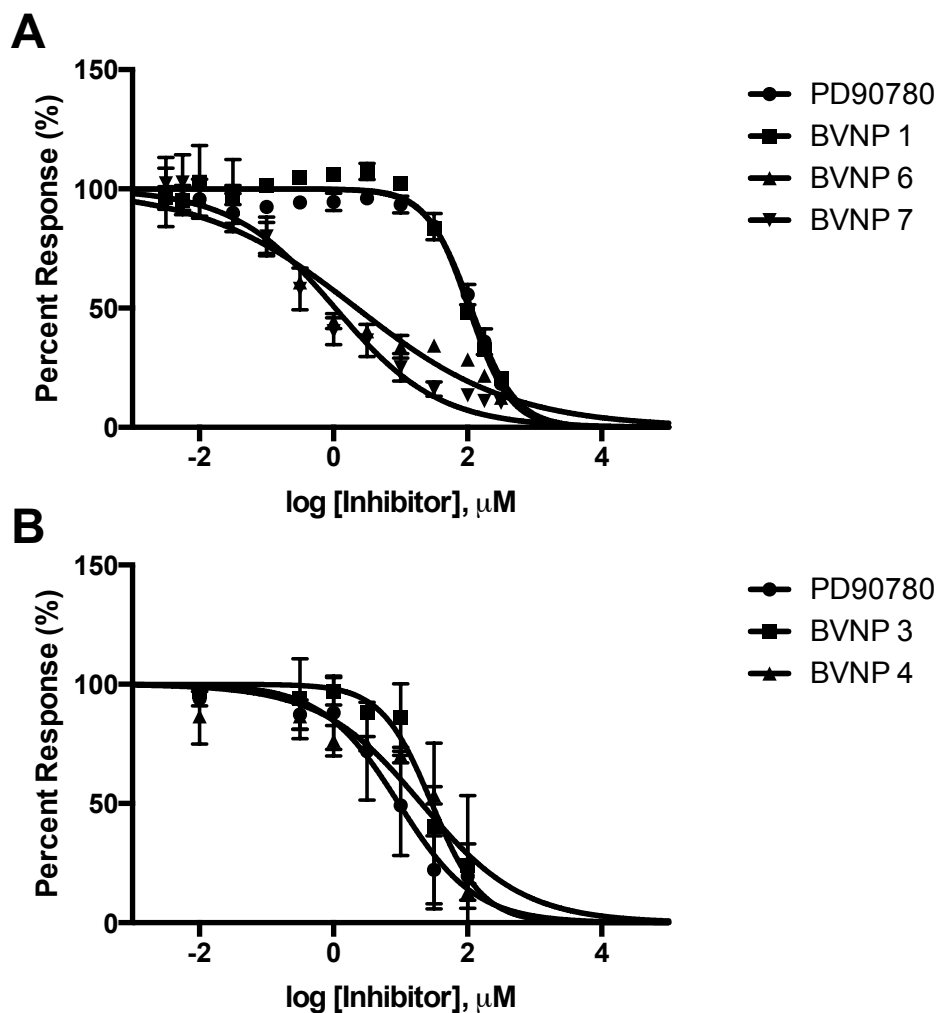 A
150
100
50
0
Percent Response (%)
-2 0 2 4
log [Inhibitor], μM
PD90780
BVNP 1
BVNP 6
BVNP 7
B
150
100
50
0
Percent Response (%)
-2 0 2 4
log [Inhibitor], μM
PD90780
BVNP 3
BVNP 4